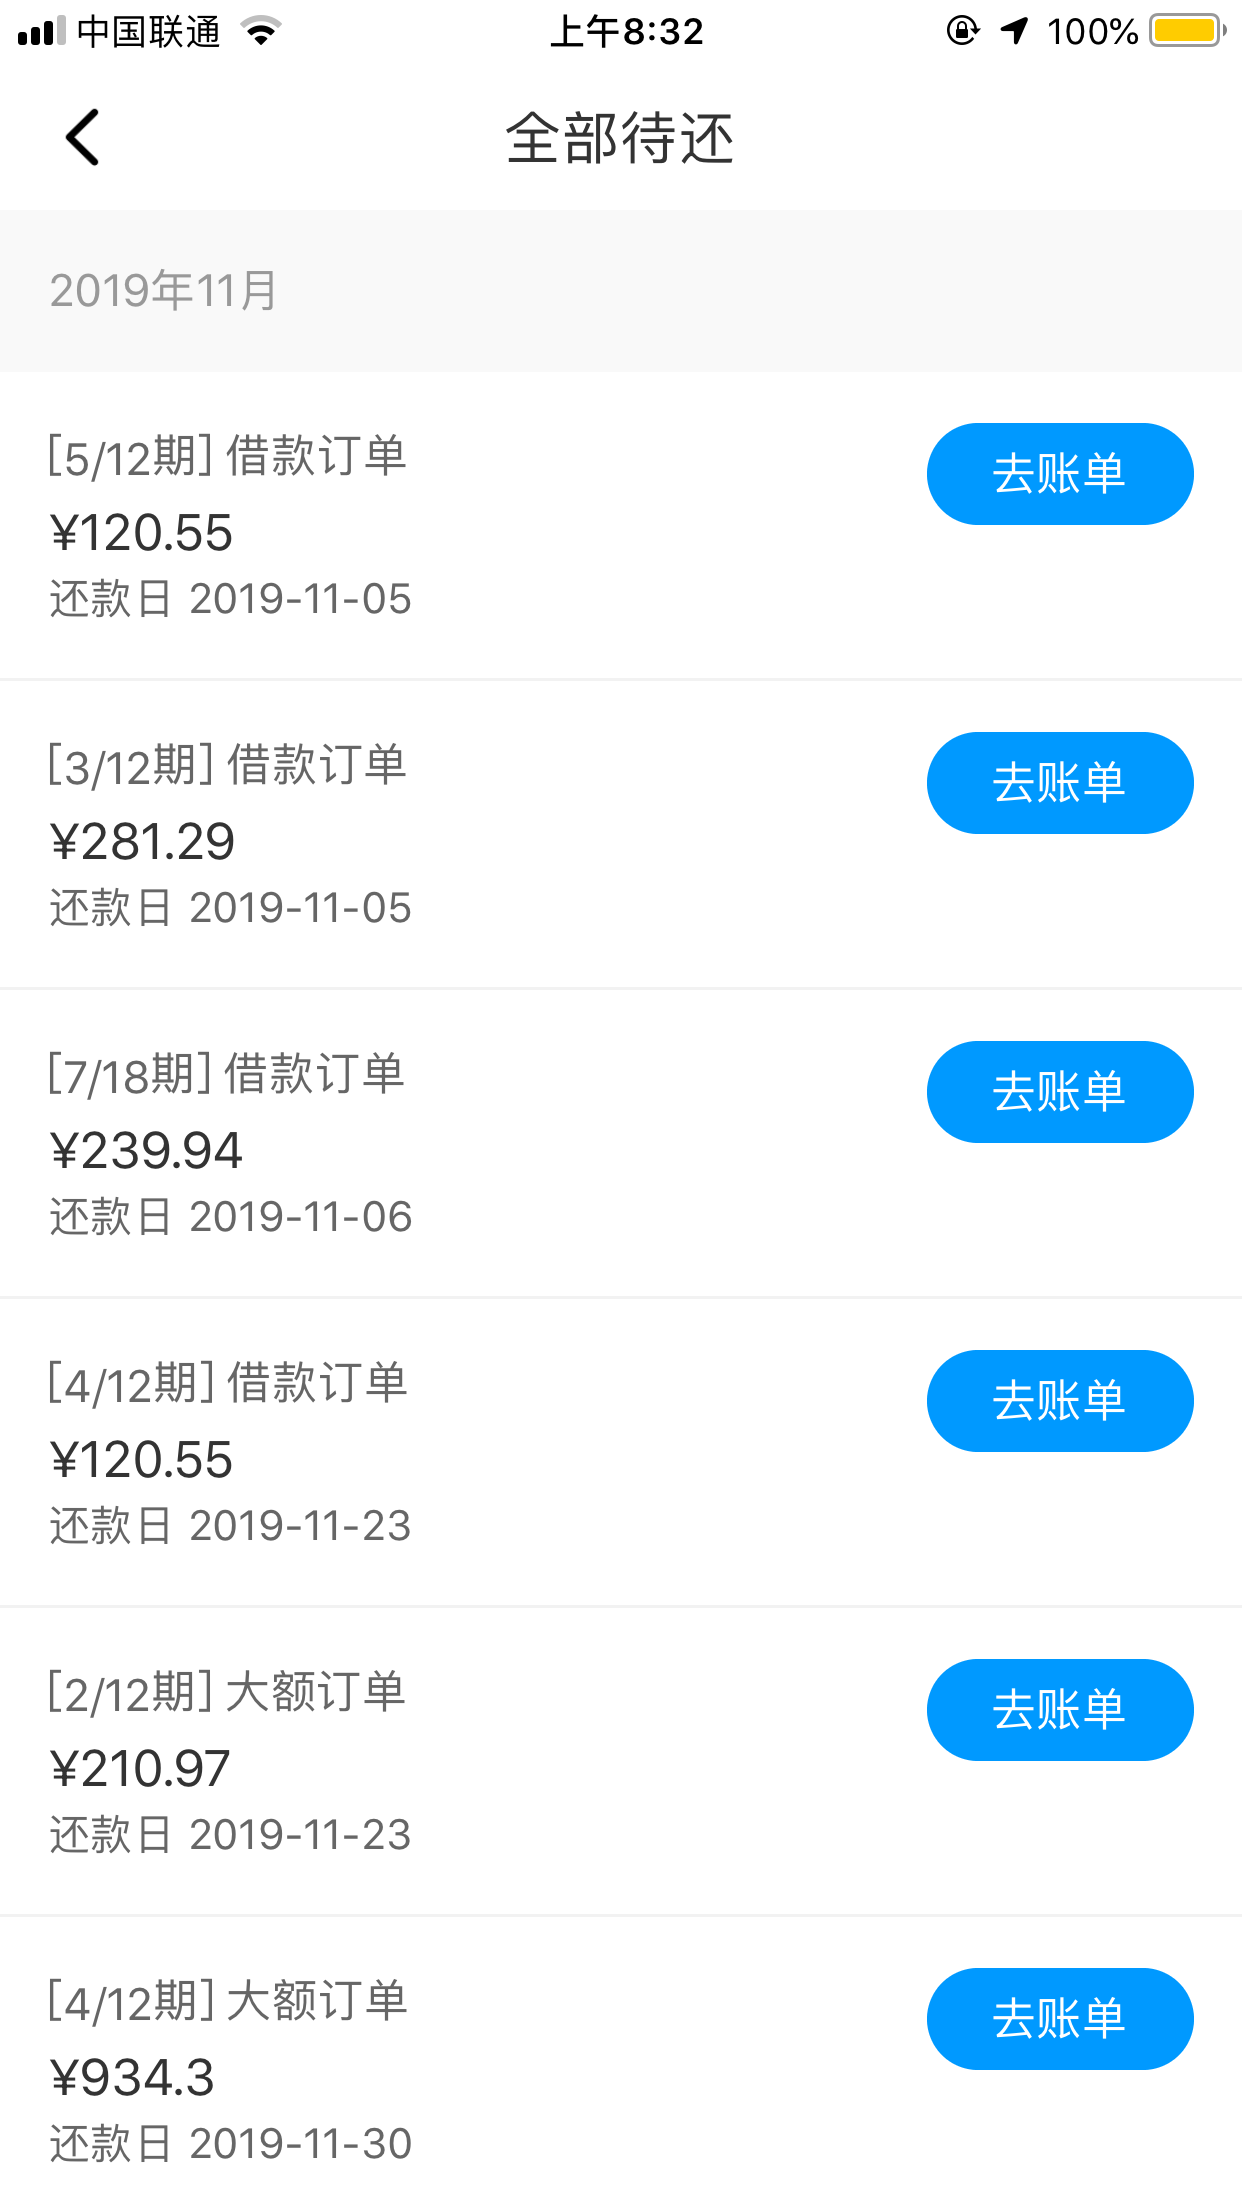 中国联通 上午8:32 100%
全部待还
2019年11月
[5/12期] 借款订单 去账单
¥120.55
还款日 2019-11-05
[3/12期] 借款订单 去账单
¥281.29
还款日 2019-11-05
[7/18期] 借款订单 去账单
¥239.94
还款日 2019-11-06
[4/12期] 借款订单 去账单
¥120.55
还款日 2019-11-23
[2/12期] 大额订单 去账单
¥210.97
还款日 2019-11-23
[4/12期] 大额订单 去账单
¥934.3
还款日 2019-11-30